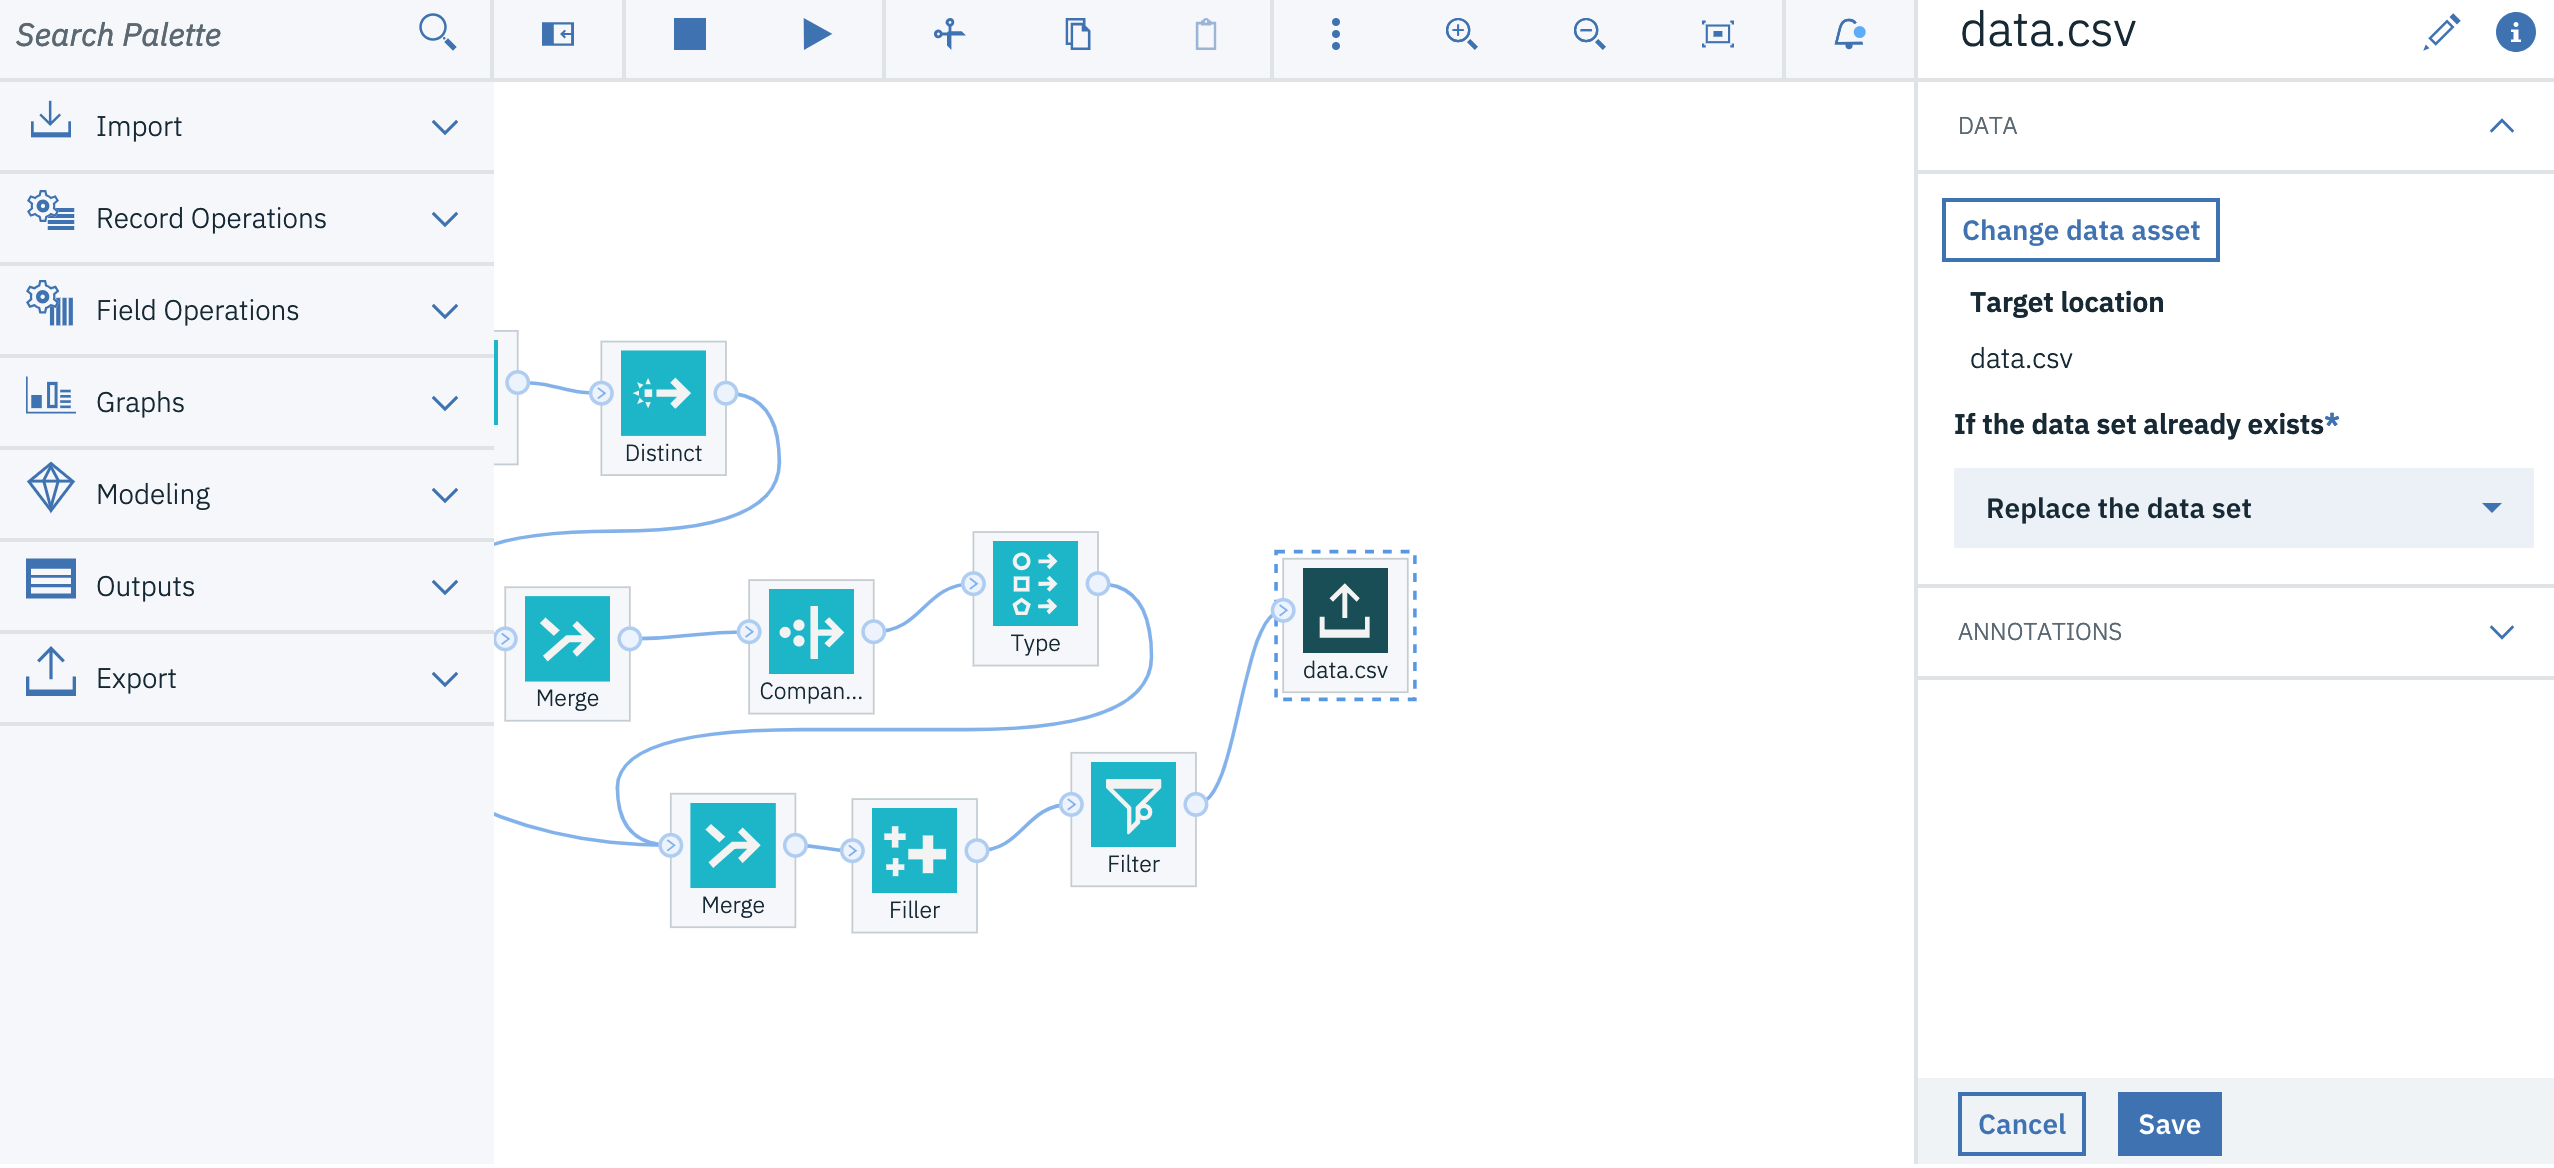 Search Palette
Import
Record Operations
Field Operations
Graphs
Modeling
Outputs
Export
Distinct
Merge
Compan...
Type
data.csv
Merge
Filler
Filter
data.csv
DATA
Change data asset
Target location
data.csv
If the data set already exists*
Replace the data set
ANNOTATIONS
Cancel
Save